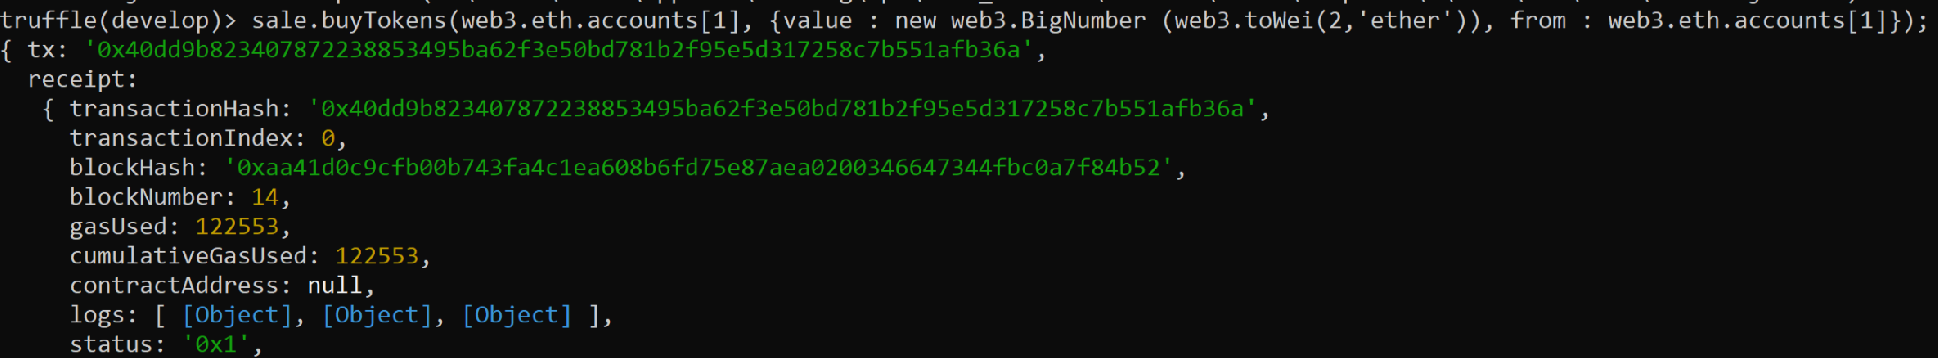 truffle(develop)> sale.buyTokens(web3.eth.accounts[1], {value : new web3.BigNumber (web3.toWei(2,'ether')), from : web3.eth.accounts[1]});
{ tx: '0x40dd9b823407872238853495ba62f3e50bd781b2f95e5d317258c7b551afb36a',
receipt:
{ transactionHash: '0x40dd9b823407872238853495ba62f3e50bd781b2f95e5d317258c7b551afb36a',
transactionIndex: 0,
blockHash: '0xaa41d0c9cfb00b743fa4c1ea608b6fd75e87aea0200346647344fbc0a7f84b52',
blockNumber: 14,
gasUsed: 122553,
cumulativeGasUsed: 122553,
contractAddress: null,
logs: [ [Object], [Object], [Object] ],
status: '0x1',